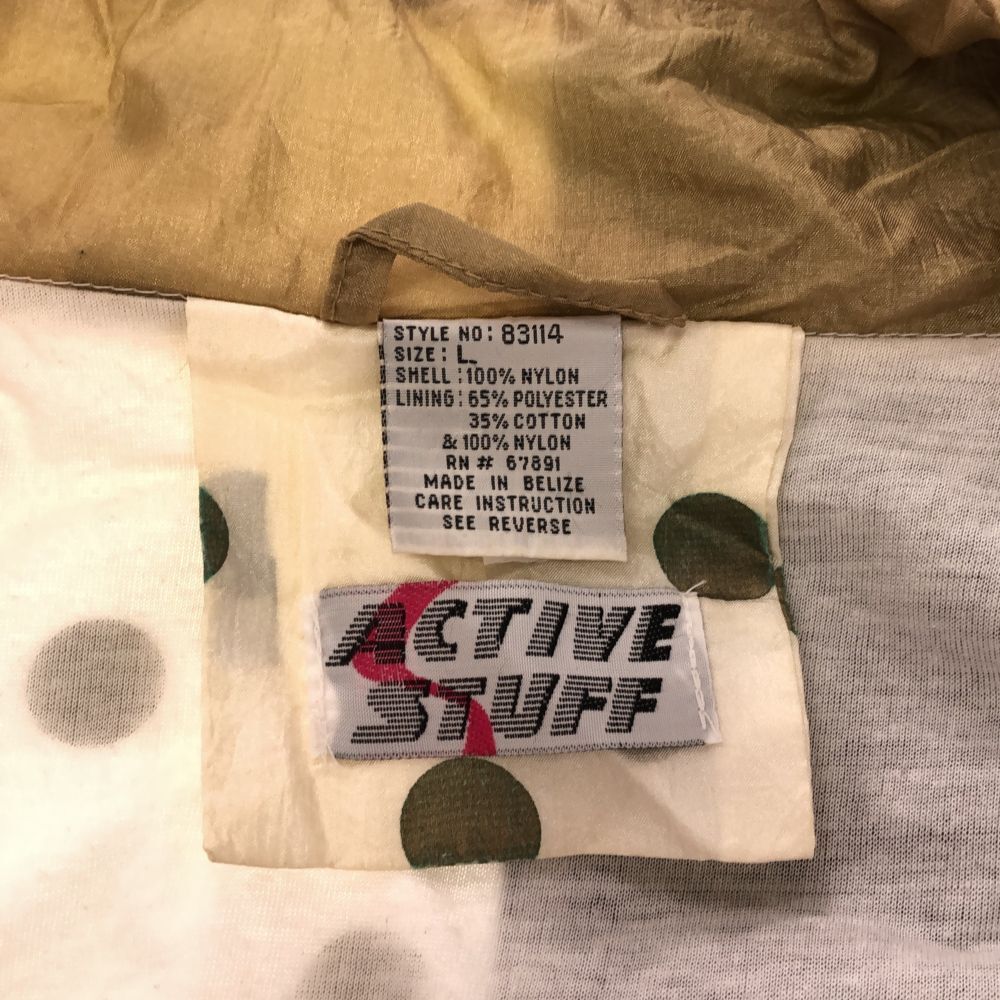 STYLE NO: 83114
SIZE: L
SHELL: 100% NYLON
LINING: 65% POLYESTER
35% COTTON
& 100% NYLON
RN # 67891
MADE IN BELIZE
CARE INSTRUCTION
SEE REVERSE
ACTIVE
STUFF